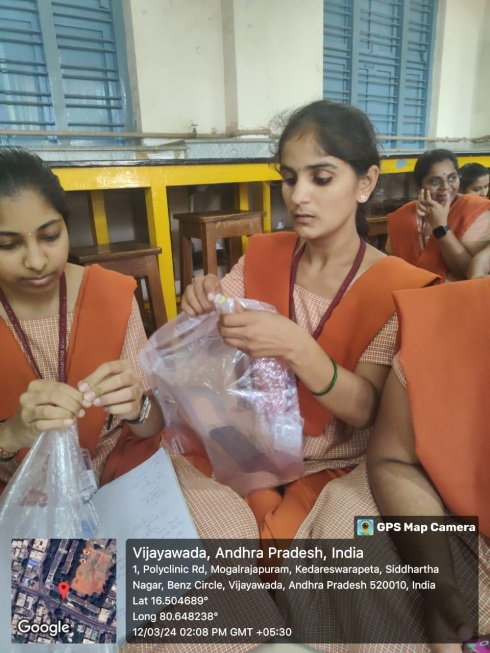 GPS Map Camera
Vijayawada, Andhra Pradesh, India
1, Polyclinic Rd, Mogalrajapuram, Kedareswarapeta, Siddhartha
Nagar, Benz Circle, Vijayawada, Andhra Pradesh 520010, India
Lat 16.504689°
Long 80.648238°
12/03/24 02:08 PM GMT +05:30
Google